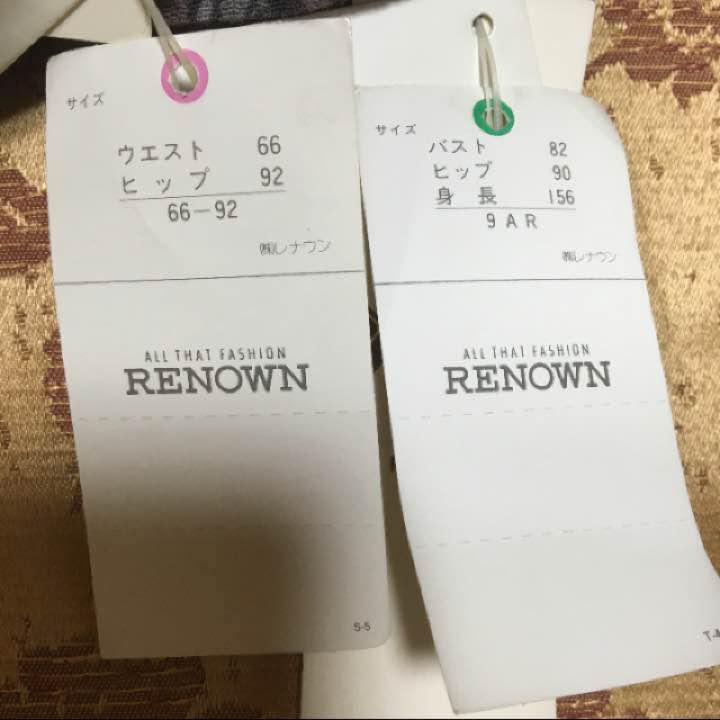 サイズ
ウエスト 66
ヒップ 92
66-92
㈱レナウン
ALL THAT FASHION
RENOWN
S-5
サイズ
バスト 82
ヒップ 90
身長 156
9AR
㈱レナウン
ALL THAT FASHION
RENOWN